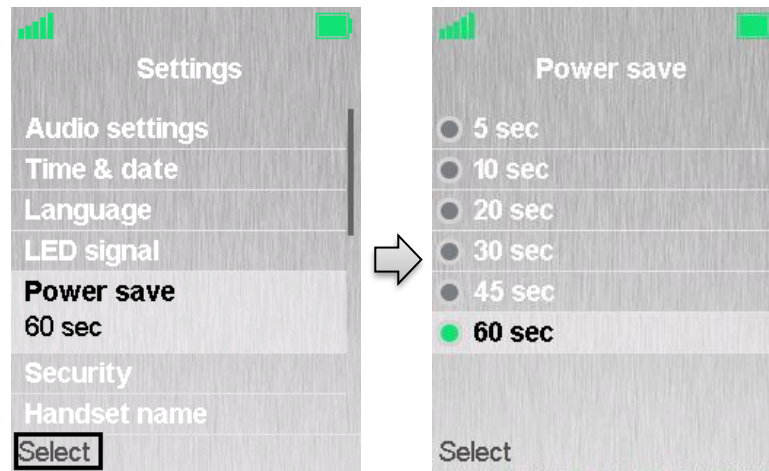 Settings
Audio settings
Time & date
Language
LED signal
Power save
60 sec
Security
Handset name
Select
Power save
5 sec
10 sec
20 sec
30 sec
45 sec
60 sec
Select